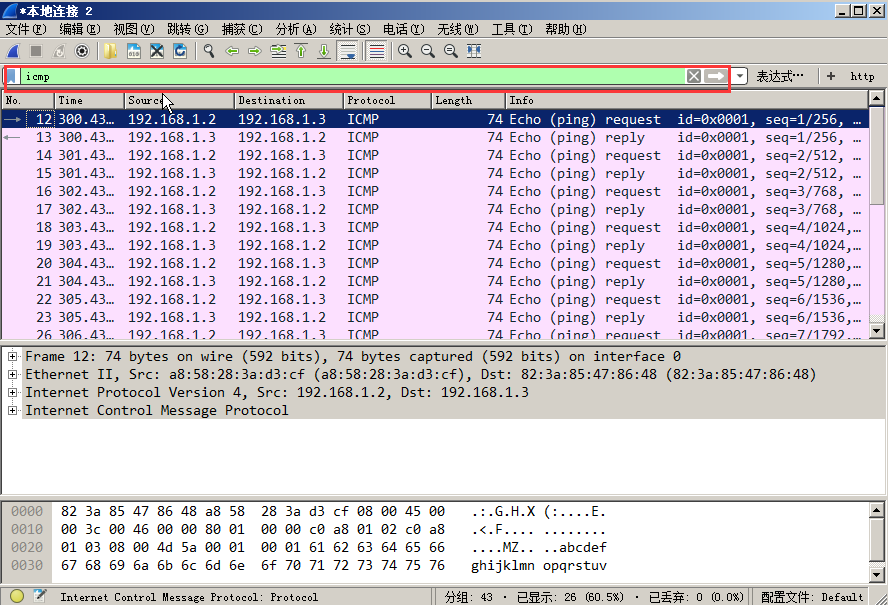 *本地连接 2
文件(F) 编辑(E) 视图(V) 跳转(G) 捕获(C) 分析(A) 统计(S) 电话(Y) 无线(W) 工具(T) 帮助(H)
icmp 表达式… + http
No. Time Source Destination Protocol Length Info
12 300.43… 192.168.1.2 192.168.1.3 ICMP 74 Echo (ping) request id=0x0001, seq=1/256, …
13 300.43… 192.168.1.3 192.168.1.2 ICMP 74 Echo (ping) reply id=0x0001, seq=1/256, …
14 301.43… 192.168.1.2 192.168.1.3 ICMP 74 Echo (ping) request id=0x0001, seq=2/512, …
15 301.43… 192.168.1.3 192.168.1.2 ICMP 74 Echo (ping) reply id=0x0001, seq=2/512, …
16 302.43… 192.168.1.2 192.168.1.3 ICMP 74 Echo (ping) request id=0x0001, seq=3/768, …
17 302.43… 192.168.1.3 192.168.1.2 ICMP 74 Echo (ping) reply id=0x0001, seq=3/768, …
18 303.43… 192.168.1.2 192.168.1.3 ICMP 74 Echo (ping) request id=0x0001, seq=4/1024,…
19 303.43… 192.168.1.3 192.168.1.2 ICMP 74 Echo (ping) reply id=0x0001, seq=4/1024,…
20 304.43… 192.168.1.2 192.168.1.3 ICMP 74 Echo (ping) request id=0x0001, seq=5/1280,…
21 304.43… 192.168.1.3 192.168.1.2 ICMP 74 Echo (ping) reply id=0x0001, seq=5/1280,…
22 305.43… 192.168.1.2 192.168.1.3 ICMP 74 Echo (ping) request id=0x0001, seq=6/1536,…
23 305.43… 192.168.1.3 192.168.1.2 ICMP 74 Echo (ping) reply id=0x0001, seq=6/1536,…
26 306.43… 192.168.1.2 192.168.1.3 ICMP 74 Echo (ping) request id=0x0001, seq=7/1792,…
Frame 12: 74 bytes on wire (592 bits), 74 bytes captured (592 bits) on interface 0
Ethernet II, Src: a8:58:28:3a:d3:cf (a8:58:28:3a:d3:cf), Dst: 82:3a:85:47:86:48 (82:3a:85:47:86:48)
Internet Protocol Version 4, Src: 192.168.1.2, Dst: 192.168.1.3
Internet Control Message Protocol
0000 82 3a 85 47 86 48 a8 58 28 3a d3 cf 08 00 45 00 .:.G.H.X (:....E.
0010 00 3c 00 46 00 00 80 01 00 00 c0 a8 01 02 c0 a8 .<.F.... ........
0020 01 03 08 00 4d 5a 00 01 00 01 61 62 63 64 65 66 ....MZ.. ..abcdef
0030 67 68 69 6a 6b 6c 6d 6e 6f 70 71 72 73 74 75 76 ghijklmn opqrstuv
Internet Control Message Protocol: Protocol 分组: 43 · 已显示: 26 (60.5%) · 已丢弃: 0 (0.0%) 配置文件: Default